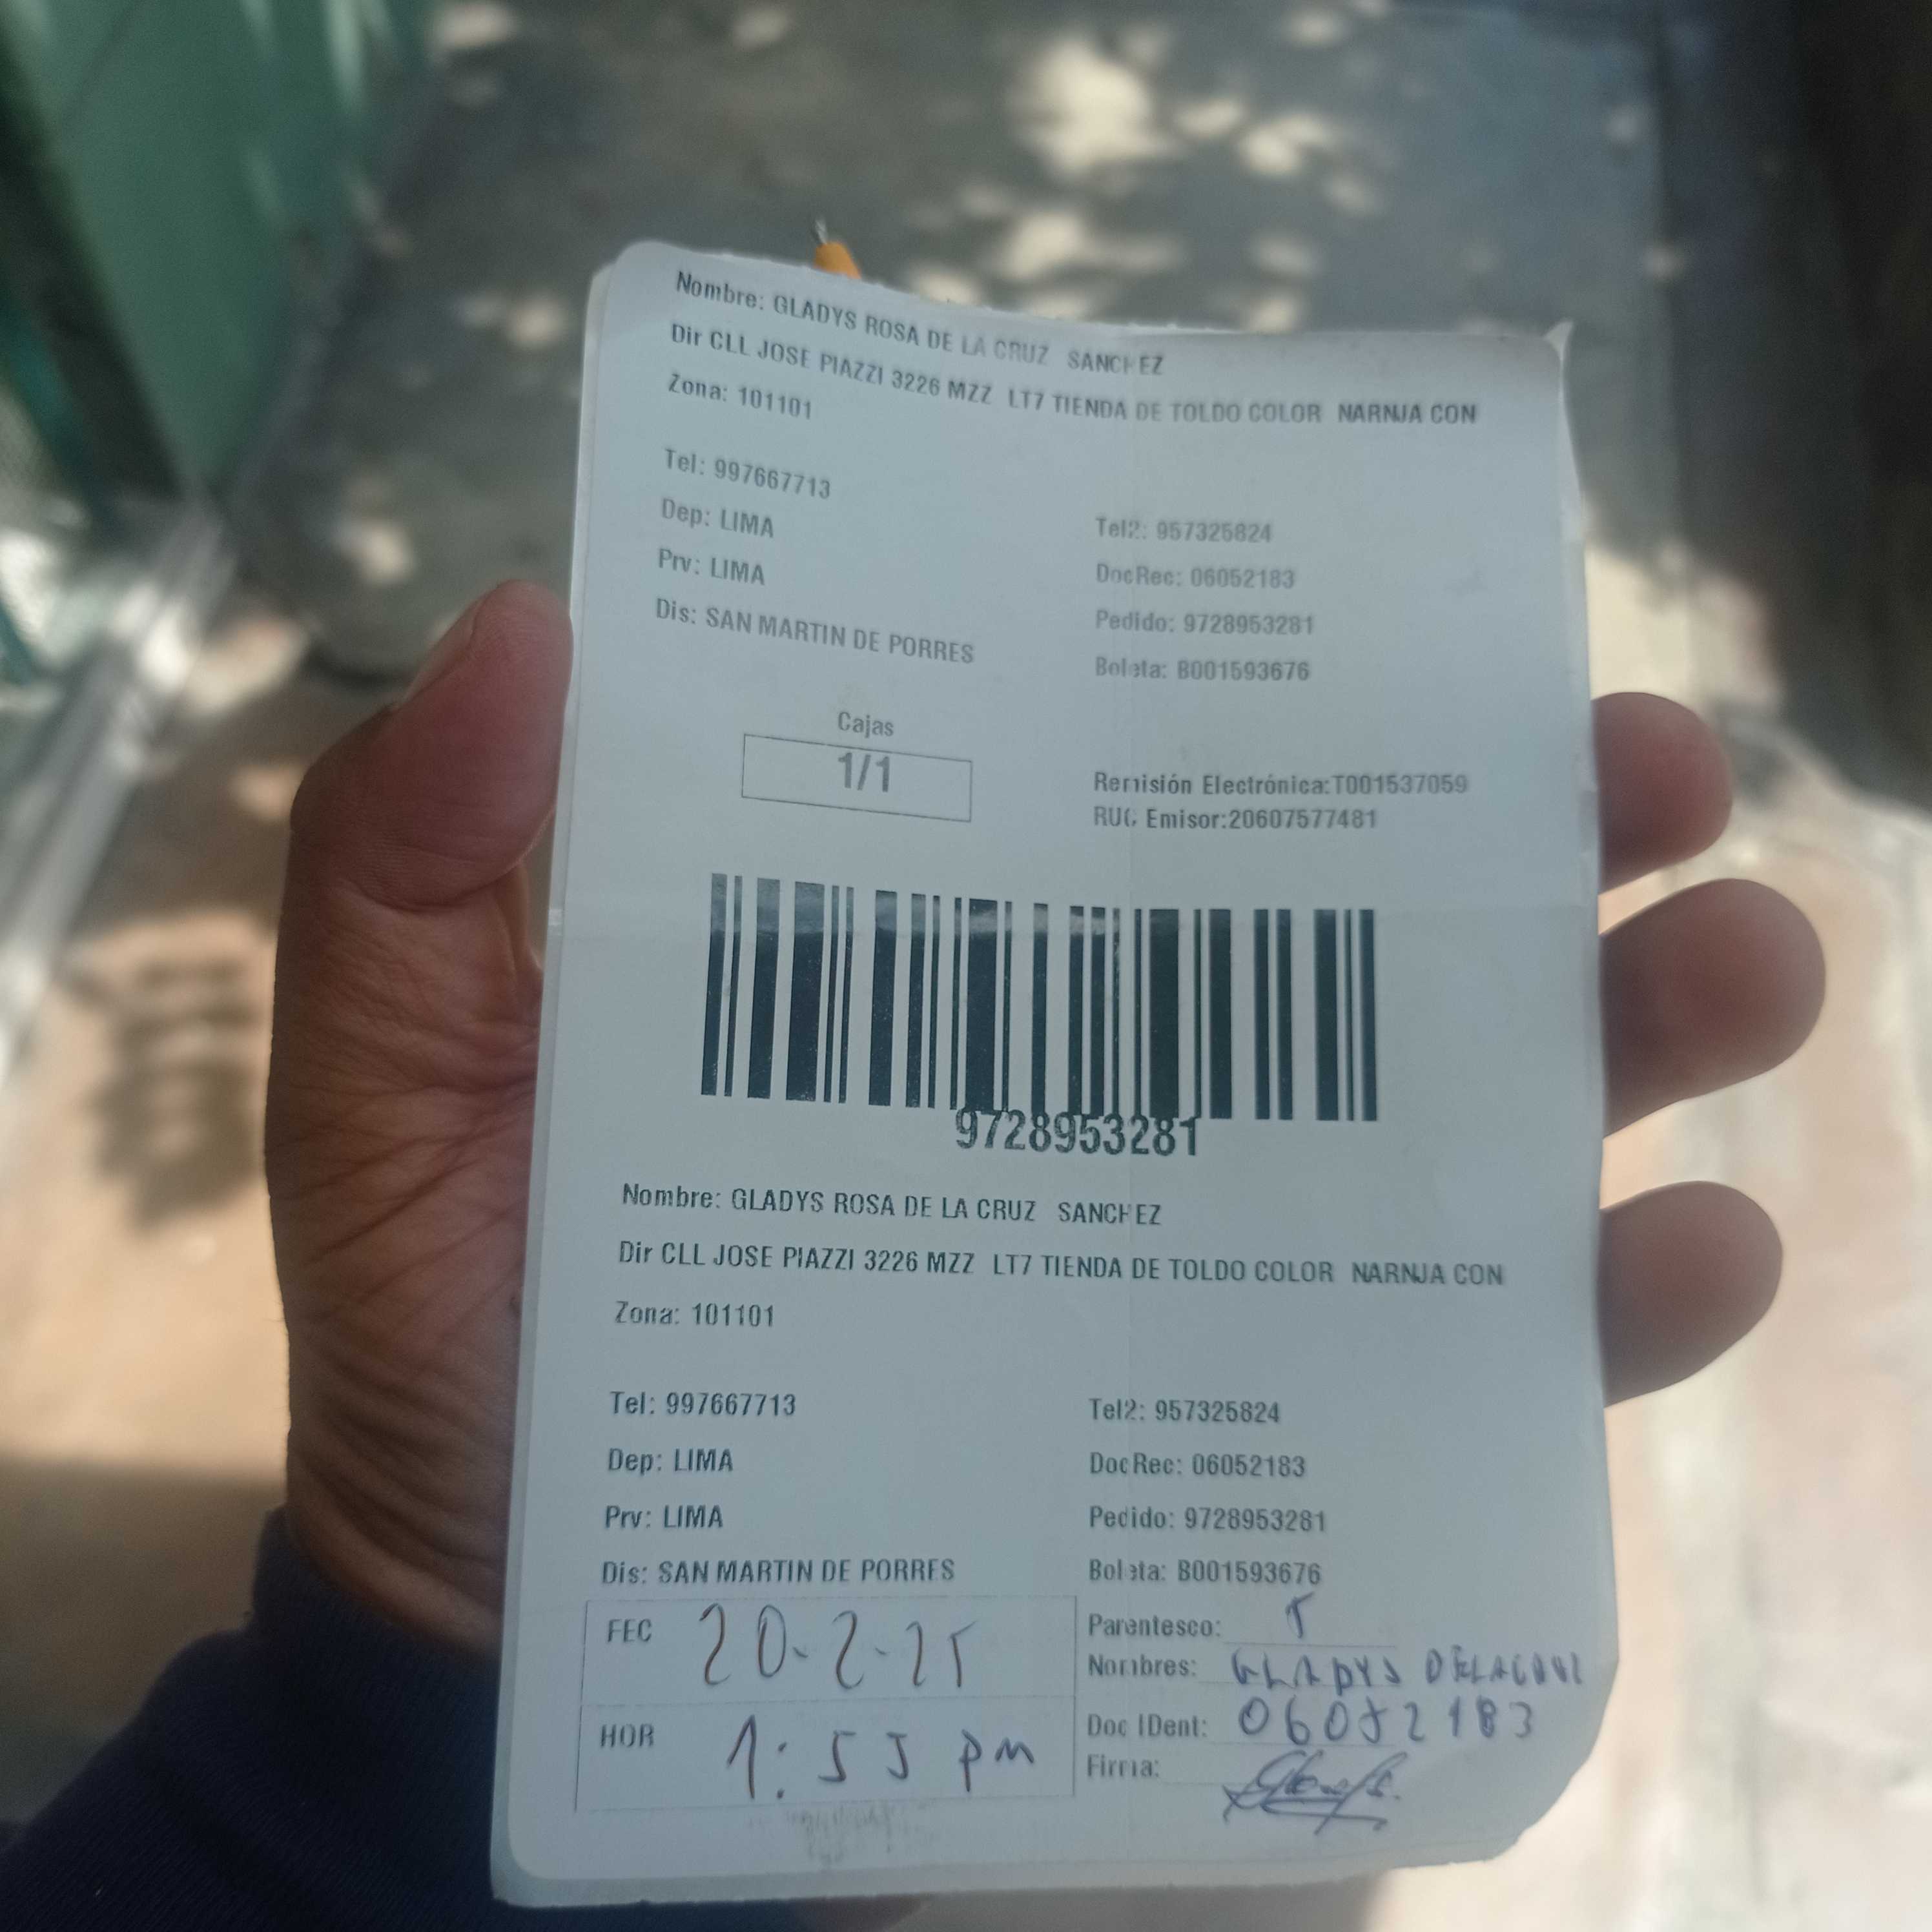 Nombre: GLADYS ROSA DE LA CRUZ SANCHEZ
Dir CLL JOSE PIAZZI 3226 MZZ LT7 TIENDA DE TOLDO COLOR NARNJA CON
Zona: 101101
Tel: 997667713
Tel2: 957325824
Dep: LIMA
DocRec: 06052183
Prv: LIMA
Pedido: 9728953281
Dis: SAN MARTIN DE PORRES
Boleta: B001593676
Cajas
1/1
Remisión Electrónica:T001537059
RUC Emisor:20607577481
9728953281
Nombre: GLADYS ROSA DE LA CRUZ SANCHEZ
Dir CLL JOSE PIAZZI 3226 MZZ LT7 TIENDA DE TOLDO COLOR NARNJA CON
Zona: 101101
Tel: 997667713
Tel2: 957325824
Dep: LIMA
DocRec: 06052183
Prv: LIMA
Pedido: 9728953281
Dis: SAN MARTIN DE PORRES
Boleta: B001593676
FEC 20-2-25
Parentesco: T
Nombres: GLADYS DELACRUZ
HOR 1:55 pm
Doc IDent: 06052183
Firma: